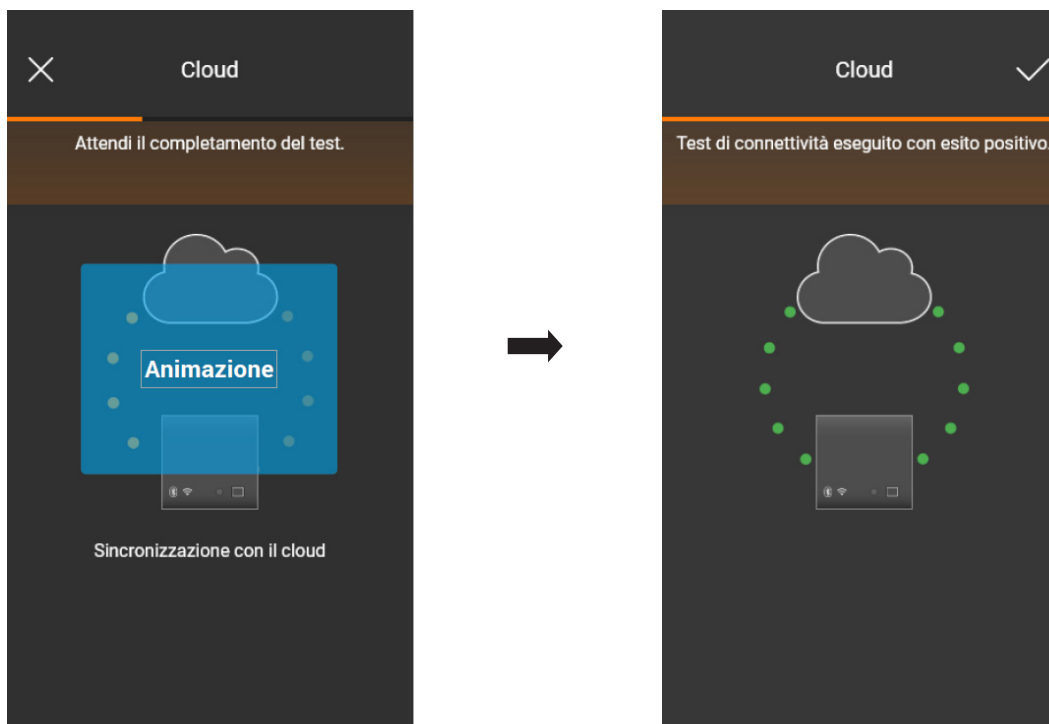 Cloud
Attendi il completamento del test.
Animazione
Sincronizzazione con il cloud
Cloud
Test di connettività eseguito con esito positivo.